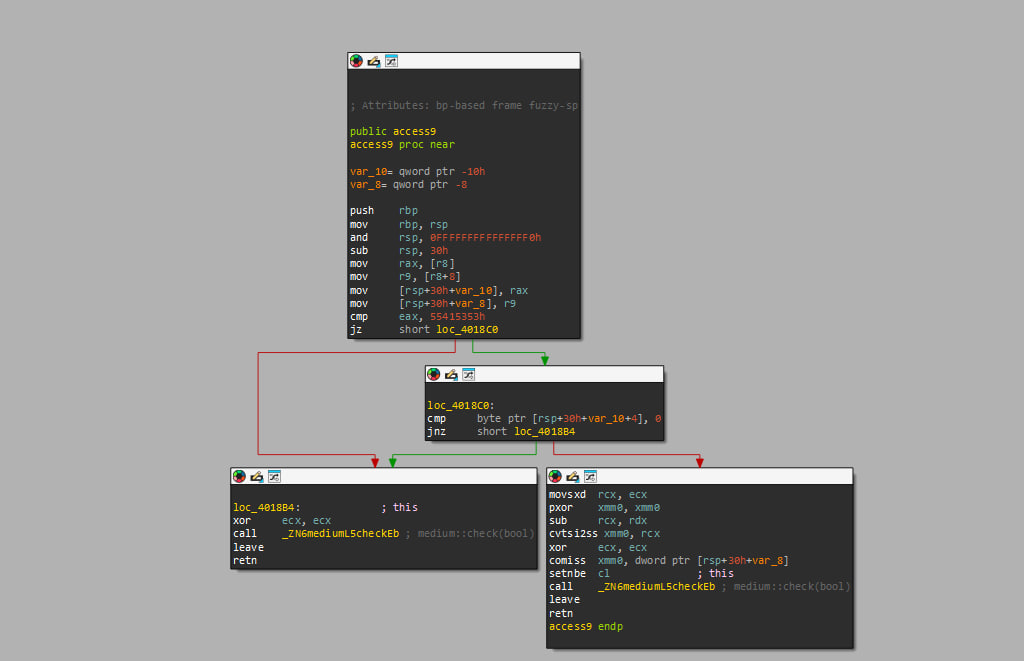 ; Attributes: bp-based frame fuzzy-sp
public access9
access9 proc near
var_10= qword ptr -10h
var_8= qword ptr -8
push rbp
mov rbp, rsp
and rsp, 0FFFFFFFFFFFFFFF0h
sub rsp, 30h
mov rax, [r8]
mov r9, [r8+8]
mov [rsp+30h+var_10], rax
mov [rsp+30h+var_8], r9
cmp eax, 55415353h
jz short loc_4018C0
loc_4018C0:
cmp byte ptr [rsp+30h+var_10+4], 0
jnz short loc_4018B4
loc_4018B4: ; this
xor ecx, ecx
call _ZN6mediumL5checkEb ; medium::check(bool)
leave
retn
movsxd rcx, ecx
pxor xmm0, xmm0
sub rcx, rdx
cvtsi2ss xmm0, rcx
xor ecx, ecx
comiss xmm0, dword ptr [rsp+30h+var_8]
setnbe cl ; this
call _ZN6mediumL5checkEb ; medium::check(bool)
leave
retn
access9 endp